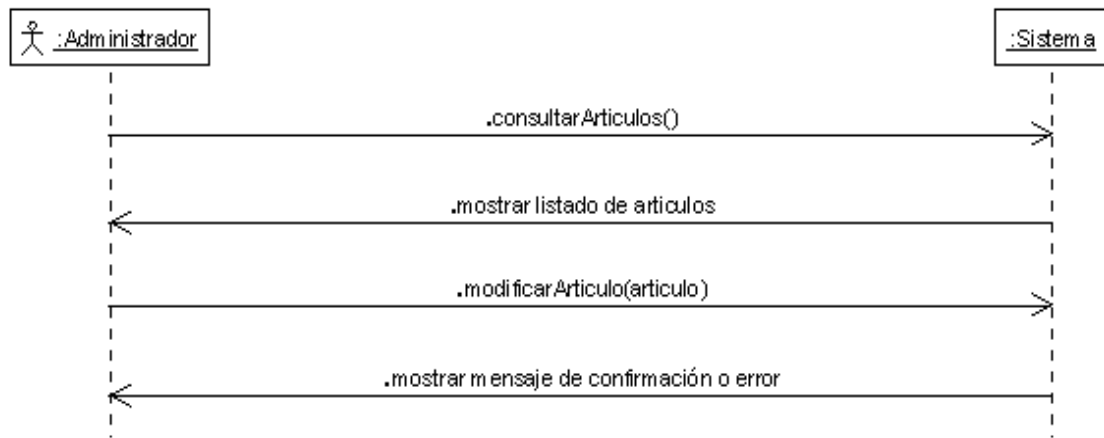 :Administrador
:Sistema
.consultarArticulos()
.mostrar listado de articulos
.modificarArticulo(articulo)
.mostrar mensaje de confirmación o error